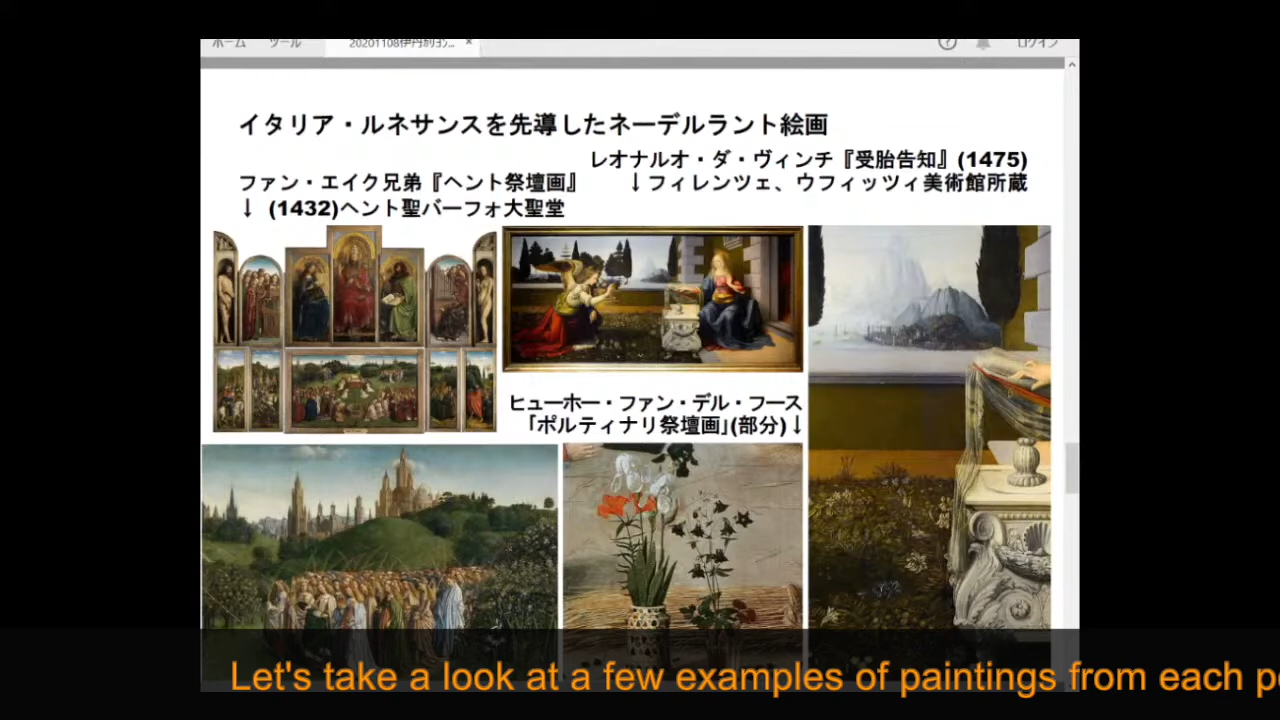 ホーム ツール 20201108伊丹市ヨシ... × ? ログイン
イタリア・ルネサンスを先導したネーデルラント絵画
レオナルオ・ダ・ヴィンチ『受胎告知』(1475)
↓フィレンツェ、ウフィッツィ美術館所蔵
ファン・エイク兄弟『ヘント祭壇画』
↓ (1432)ヘント聖バーフォ大聖堂
ヒューホー・ファン・デル・フース
「ポルティナリ祭壇画」(部分)↓
Let's take a look at a few examples of paintings from each